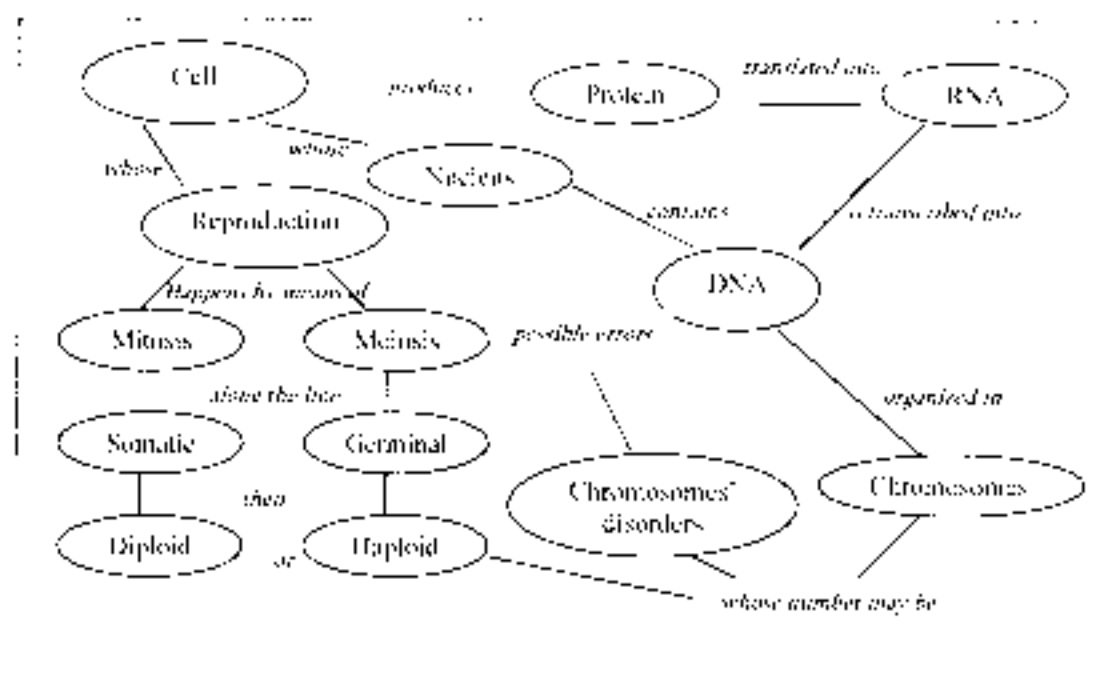 Cell
produces
Protein
translated into
RNA
whose
whose
Nucleus
contains
transcribed into
Reproduction
DNA
Happens by means of
Mitosis
Meiosis
possible errors
along the line
organized in
Somatic
Germinal
Chromosomes'
disorders
Chromosomes
then
Diploid
or
Haploid
whose number may be